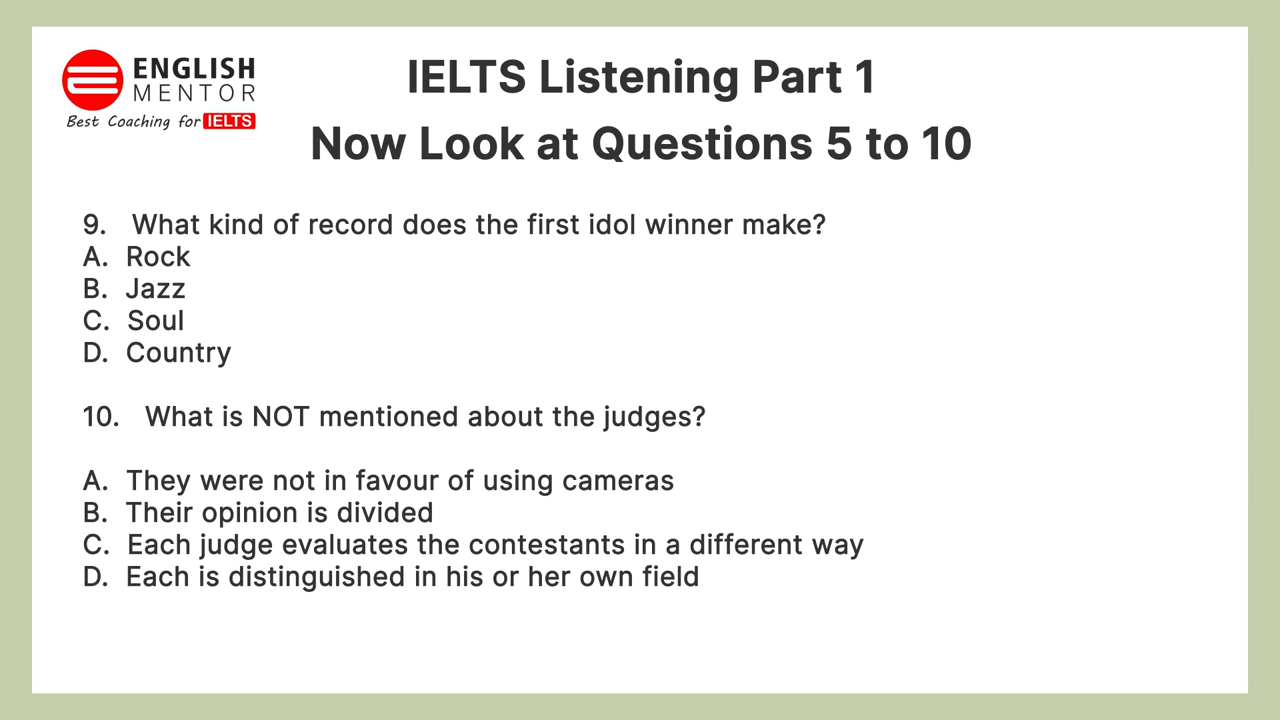 ENGLISH
MENTOR
Best Coaching for IELTS
IELTS Listening Part 1
Now Look at Questions 5 to 10
9. What kind of record does the first idol winner make?
A. Rock
B. Jazz
C. Soul
D. Country
10. What is NOT mentioned about the judges?
A. They were not in favour of using cameras
B. Their opinion is divided
C. Each judge evaluates the contestants in a different way
D. Each is distinguished in his or her own field